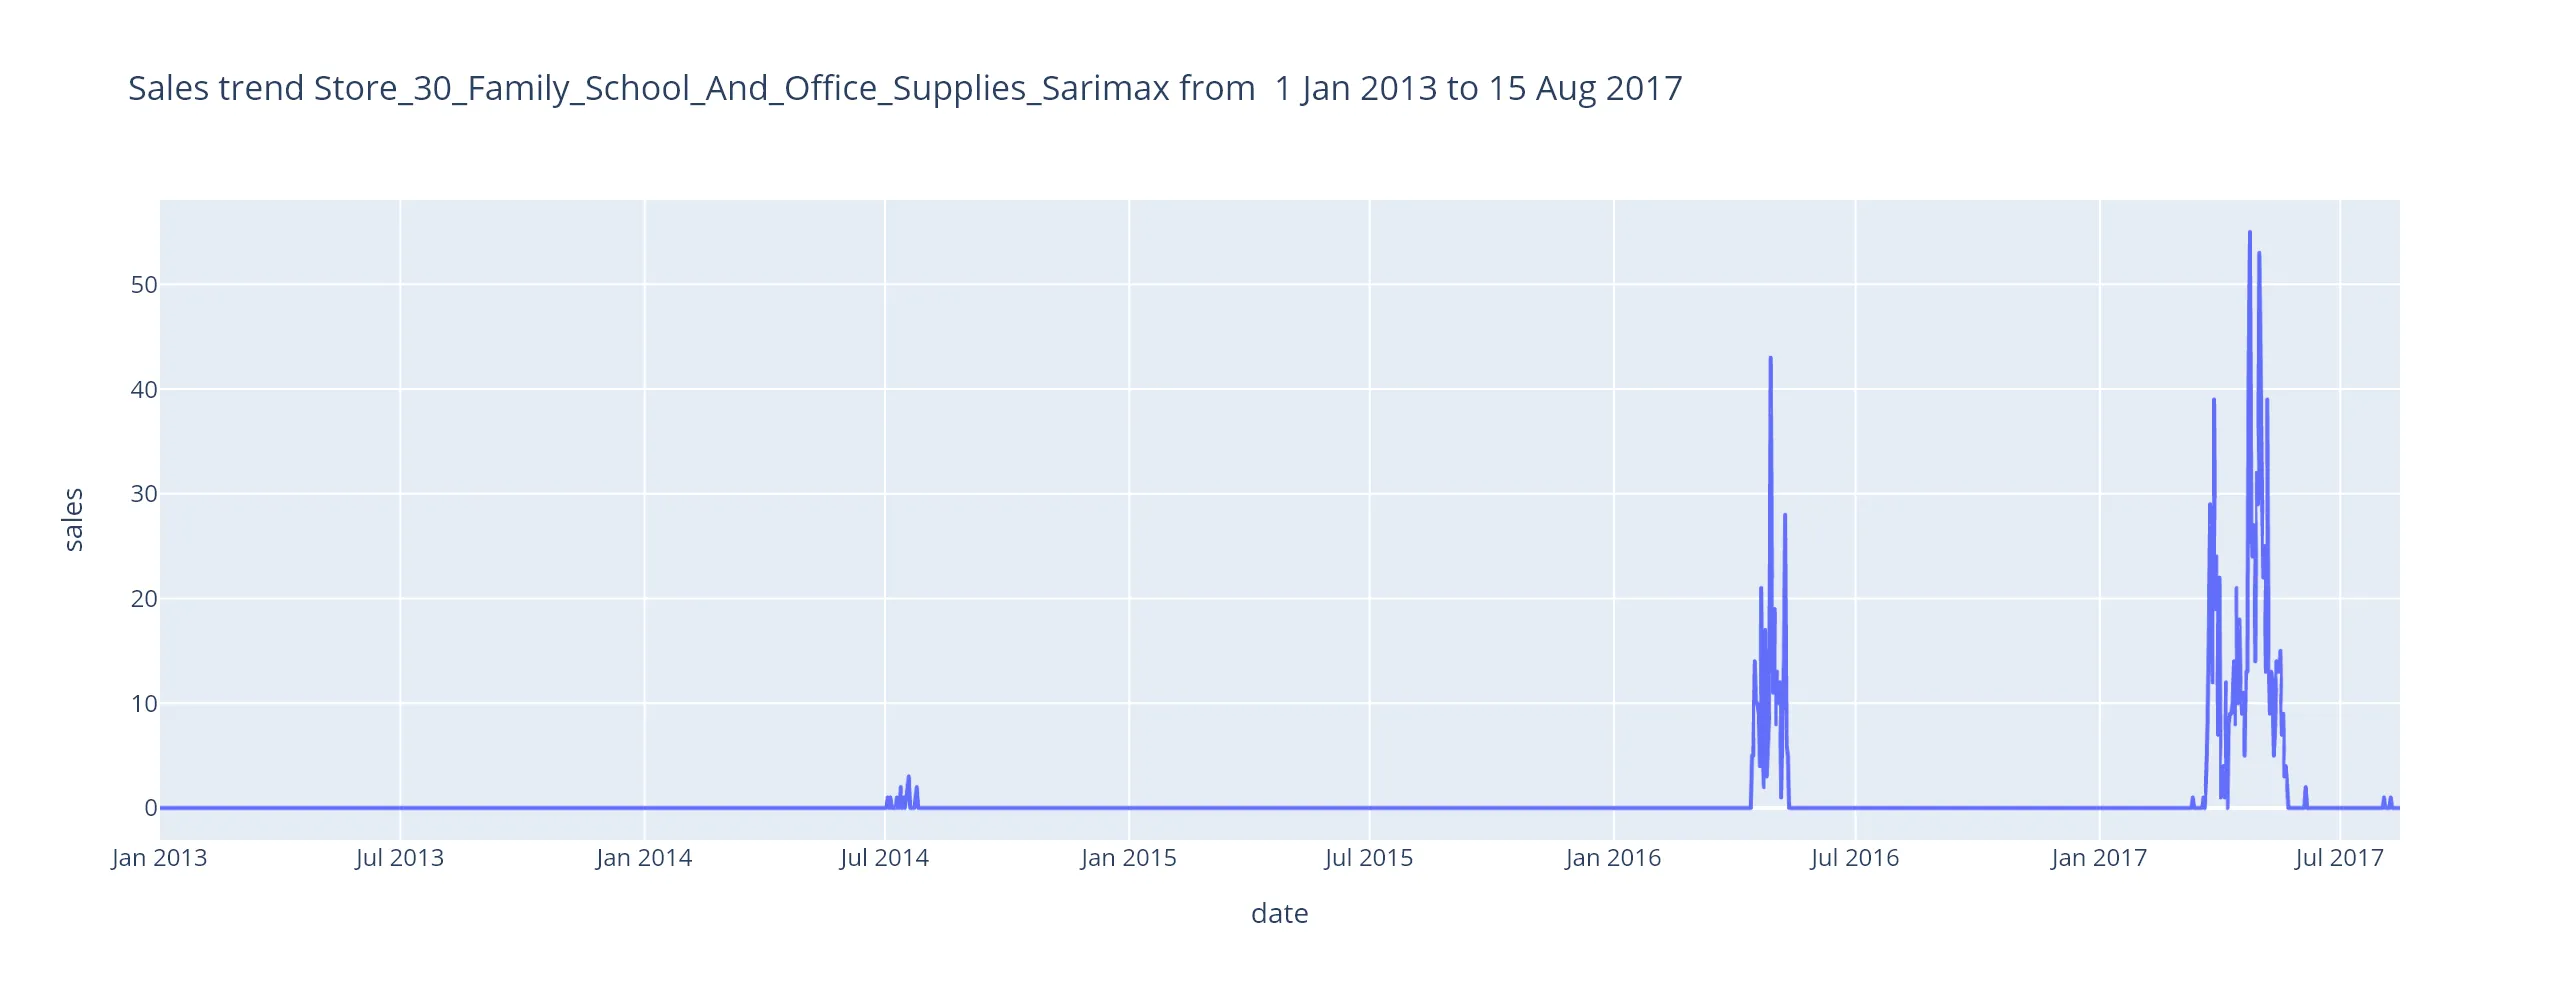 Sales trend Store_30_Family_School_And_Office_Supplies_Sarimax from  1 Jan 2013 to 15 Aug 2017
50
40
30
20
10
0
sales
Jan 2013 Jul 2013 Jan 2014 Jul 2014 Jan 2015 Jul 2015 Jan 2016 Jul 2016 Jan 2017 Jul 2017
date